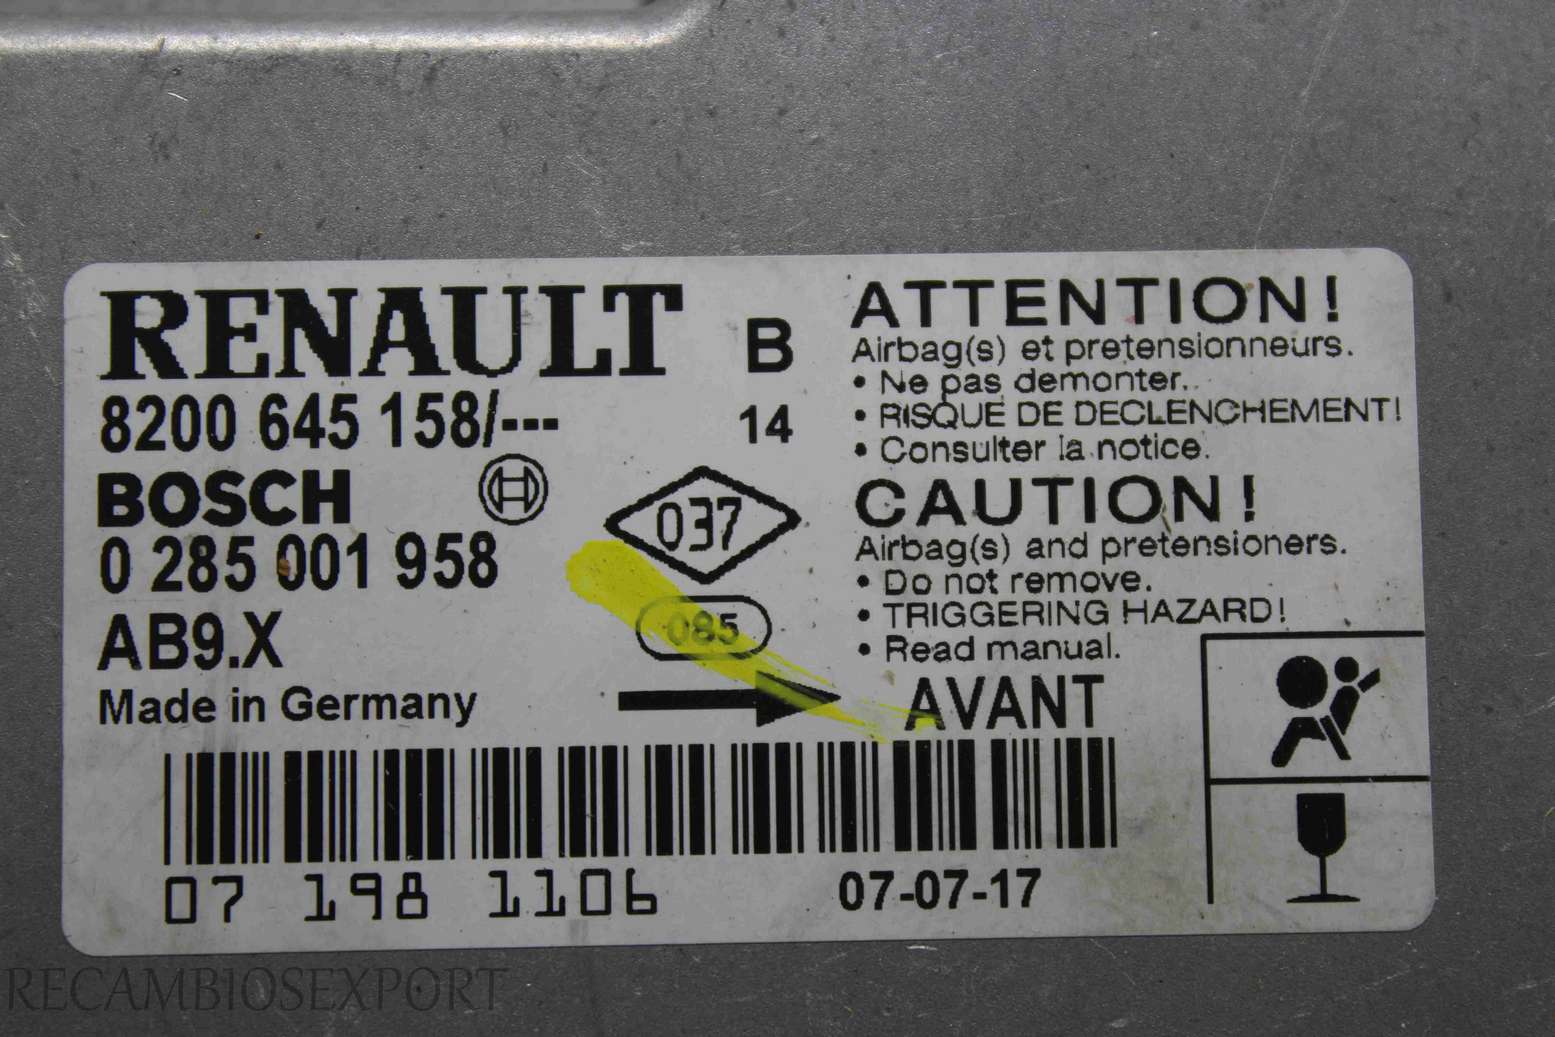 RENAULT B
8200 645 158/--- 14
BOSCH
037
0 285 001 958
085
AB9.X
Made in Germany
AVANT
ATTENTION!
Airbag(s) et pretensionneurs.
• Ne pas demonter.
• RISQUE DE DECLENCHEMENT!
• Consulter la notice.
CAUTION!
Airbag(s) and pretensioners.
• Do not remove.
• TRIGGERING HAZARD!
• Read manual.
07 198 1106 07-07-17
RECAMBIOSEXPORT